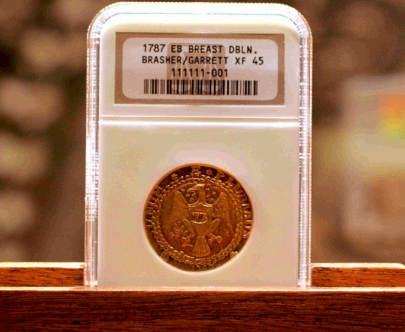 1787 EB BREAST DBLN.
BRASHER/GARRETT XF 45
111111-001